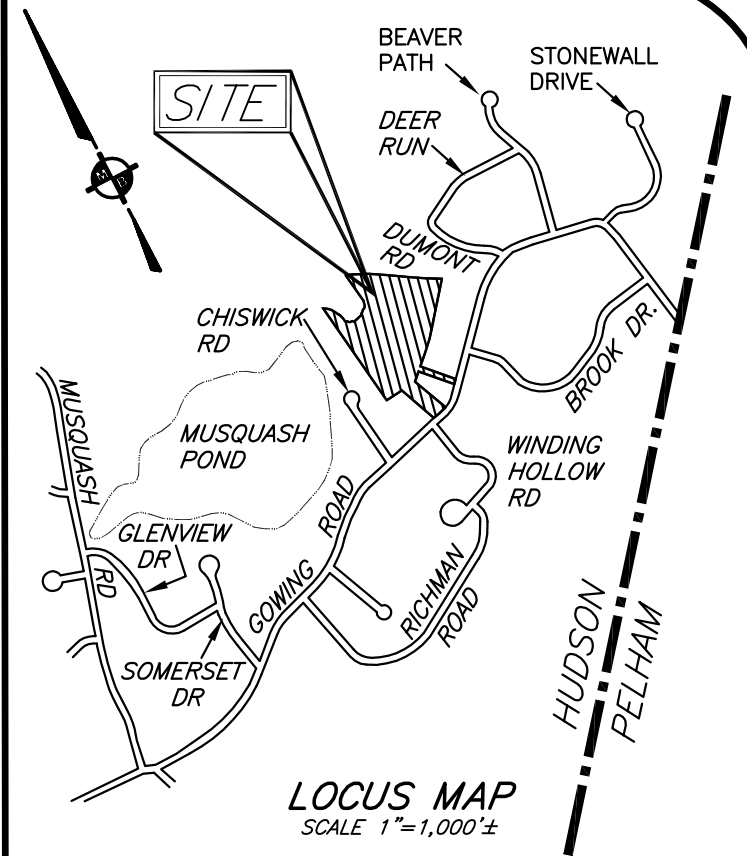 BEAVER
PATH
STONEWALL
DRIVE
SITE
DEER
RUN
DUMONT
RD
M
B
CHISWICK
RD
BROOK DR.
MUSQUASH
RD
MUSQUASH
POND
WINDING
HOLLOW
RD
GLENVIEW
DR
GOWING ROAD
RICHMAN
ROAD
SOMERSET
DR
HUDSON
PELHAM
LOCUS MAP
SCALE 1"=1,000'±